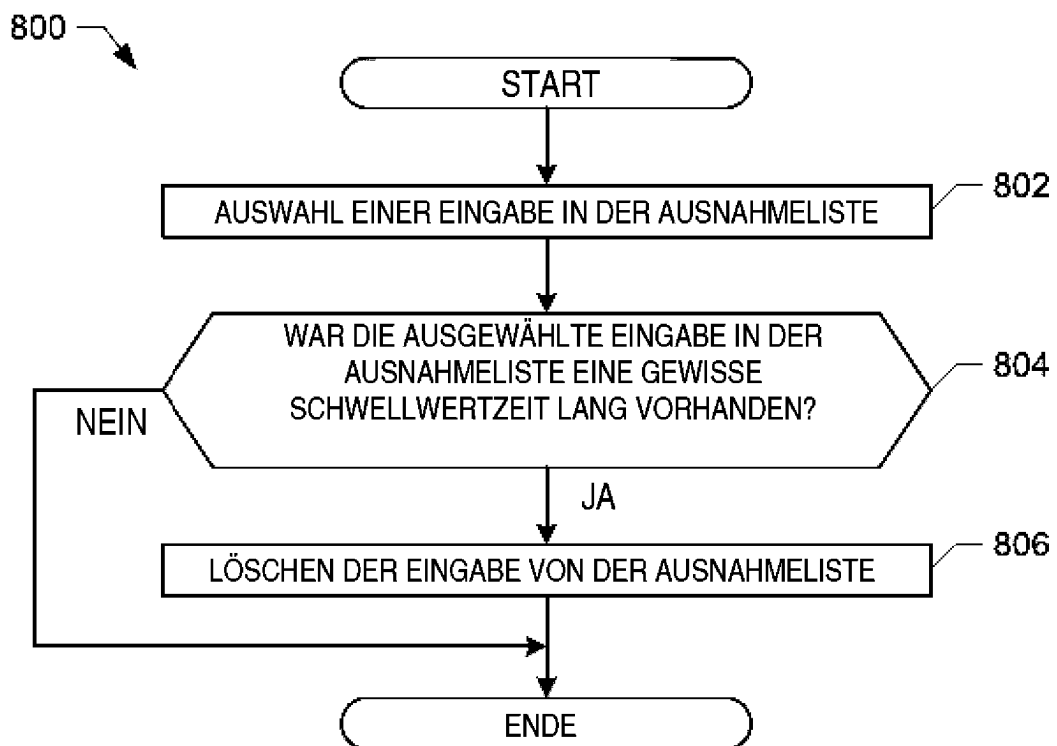 800
START
AUSWAHL EINER EINGABE IN DER AUSNAHMELISTE
802
WAR DIE AUSGEWÄHLTE EINGABE IN DER
AUSNAHMELISTE EINE GEWISSE
SCHWELLWERTZEIT LANG VORHANDEN?
804
NEIN
JA
LÖSCHEN DER EINGABE VON DER AUSNAHMELISTE
806
ENDE